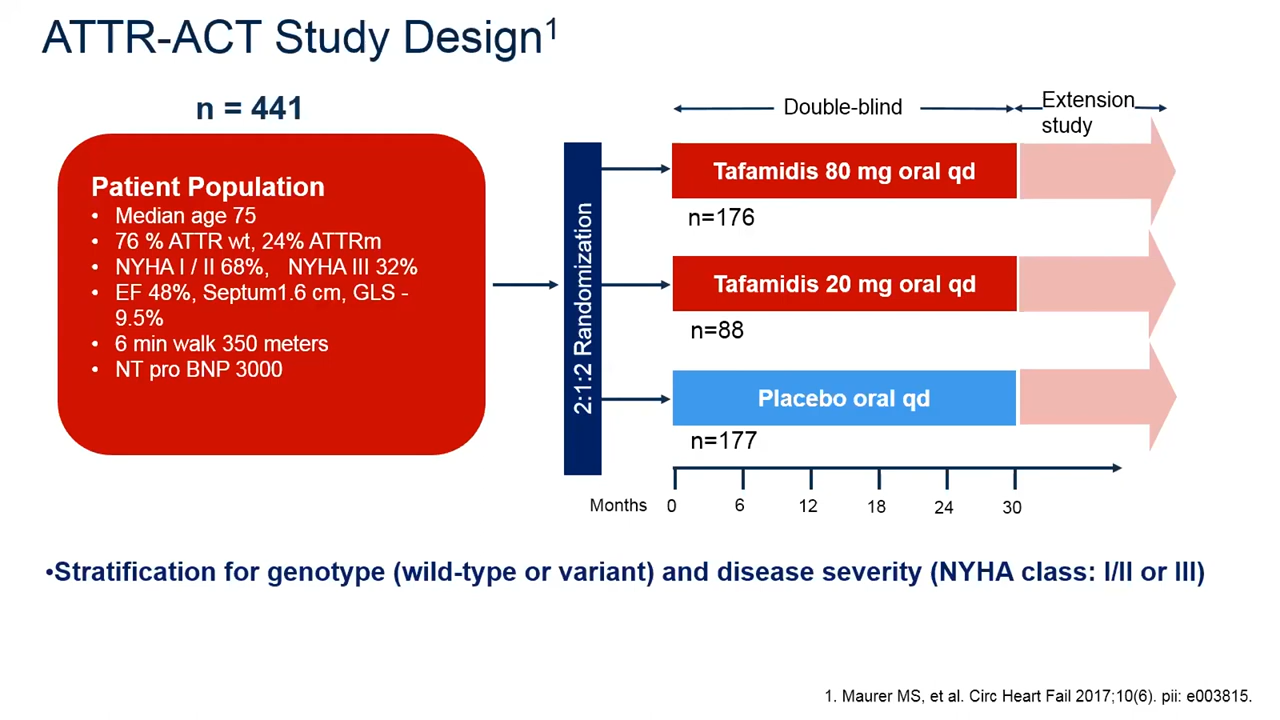 ATTR-ACT Study Design1
n = 441
Patient Population
• Median age 75
• 76 % ATTR wt, 24% ATTRm
• NYHA I / II 68%, NYHA III 32%
• EF 48%, Septum1.6 cm, GLS -
9.5%
• 6 min walk 350 meters
• NT pro BNP 3000
2:1:2 Randomization
Double-blind
Extension
study
Tafamidis 80 mg oral qd
n=176
Tafamidis 20 mg oral qd
n=88
Placebo oral qd
n=177
Months 0 6 12 18 24 30
•Stratification for genotype (wild-type or variant) and disease severity (NYHA class: I/II or III)
1. Maurer MS, et al. Circ Heart Fail 2017;10(6). pii: e003815.